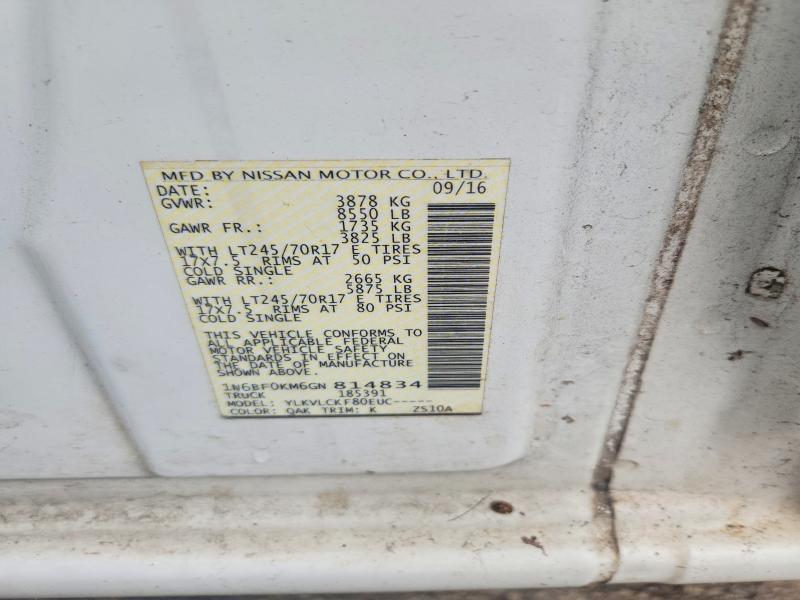 MFD BY NISSAN MOTOR CO., LTD.
DATE: 09/16
GVWR: 3878 KG
8550 LB
GAWR FR.: 1735 KG
3825 LB
WITH LT245/70R17 E TIRES
17X7.5 RIMS AT 50 PSI
COLD SINGLE
GAWR RR.: 2665 KG
5875 LB
WITH LT245/70R17 E TIRES
17X7.5 RIMS AT 80 PSI
COLD SINGLE
THIS VEHICLE CONFORMS TO
ALL APPLICABLE FEDERAL
MOTOR VEHICLE SAFETY
STANDARDS IN EFFECT ON
THE DATE OF MANUFACTURE
SHOWN ABOVE.
1N6BF0KM6GN 814834
TRUCK 185391
MODEL: YLKVLCKF80EUC-----
COLOR: QAK TRIM: K 2S10A